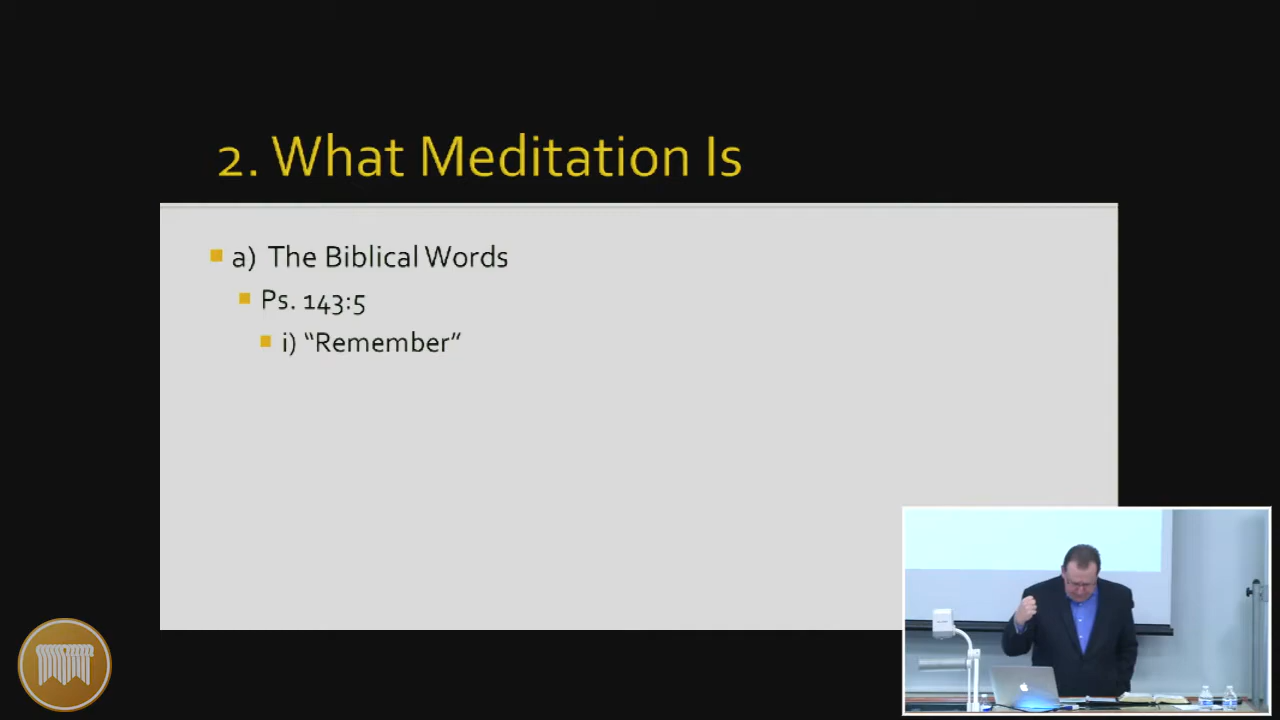 2. What Meditation Is
a) The Biblical Words
Ps. 143:5
i) “Remember”